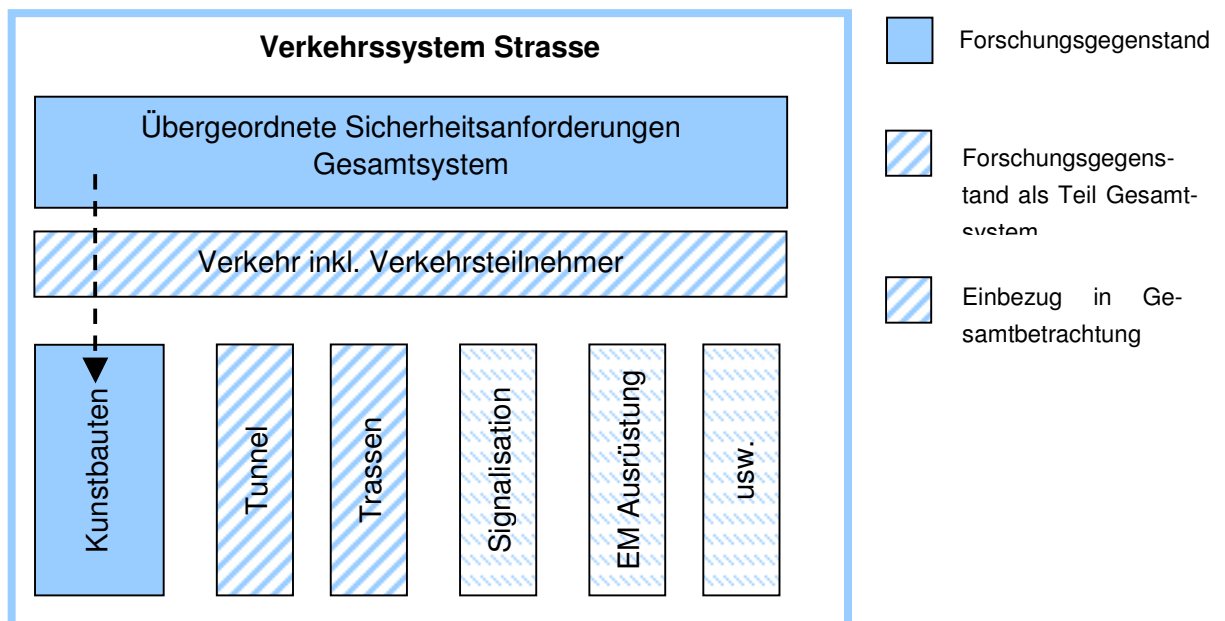 Verkehrssystem Strasse
Übergeordnete Sicherheitsanforderungen
Gesamtsystem
Verkehr inkl. Verkehrsteilnehmer
Kunstbauten
Tunnel
Trassen
Signalisation
EM Ausrüstung
usw.
Forschungsgegenstand
Forschungsgegens-
tand als Teil Gesamt-
system
Einbezug in Ge-
samtbetrachtung